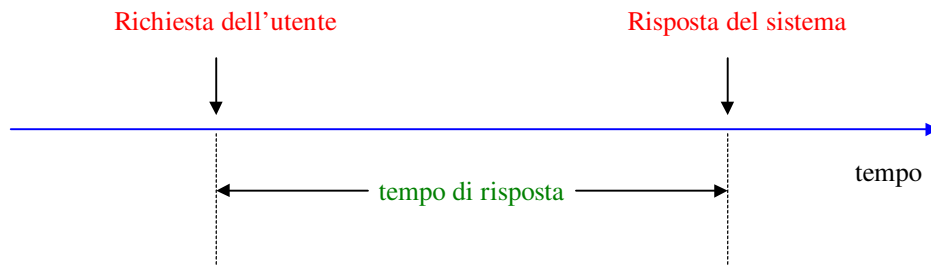 Richiesta dell'utente
Risposta del sistema
tempo
tempo di risposta